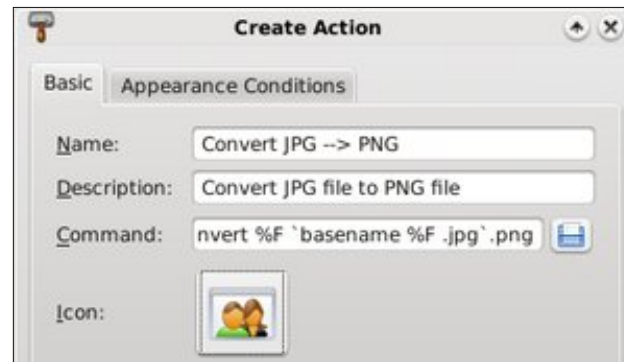 Create Action
Basic Appearance Conditions
Name: Convert JPG --> PNG
Description: Convert JPG file to PNG file
Command: nvert %F `basename %F .jpg`.png
Icon: